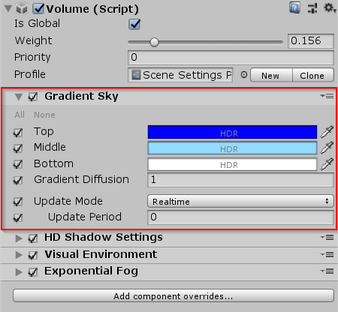 Volume (Script)
Is Global
Weight 0.156
Priority 0
Profile Scene Settings P New Clone
Gradient Sky
All None
Top HDR
Middle HDR
Bottom HDR
Gradient Diffusion 1
Update Mode Realtime
Update Period 0
HD Shadow Settings
Visual Environment
Exponential Fog
Add component overrides...